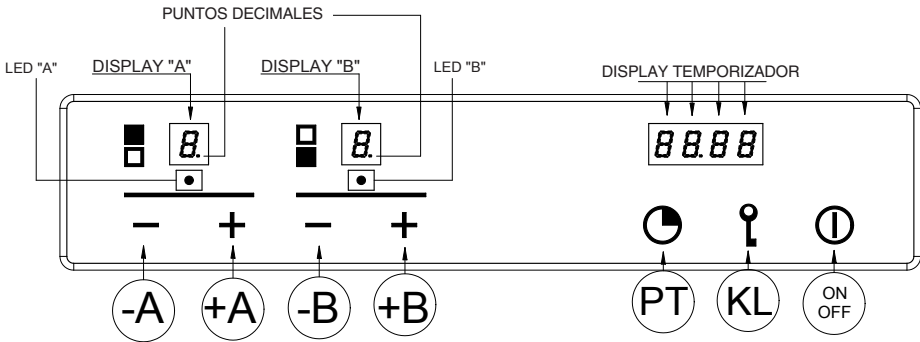 PUNTOS DECIMALES
LED "A"
DISPLAY "A"
DISPLAY "B"
LED "B"
DISPLAY TEMPORIZADOR
8.
8.
88.88
− + − +
-A +A -B +B PT KL ON
OFF